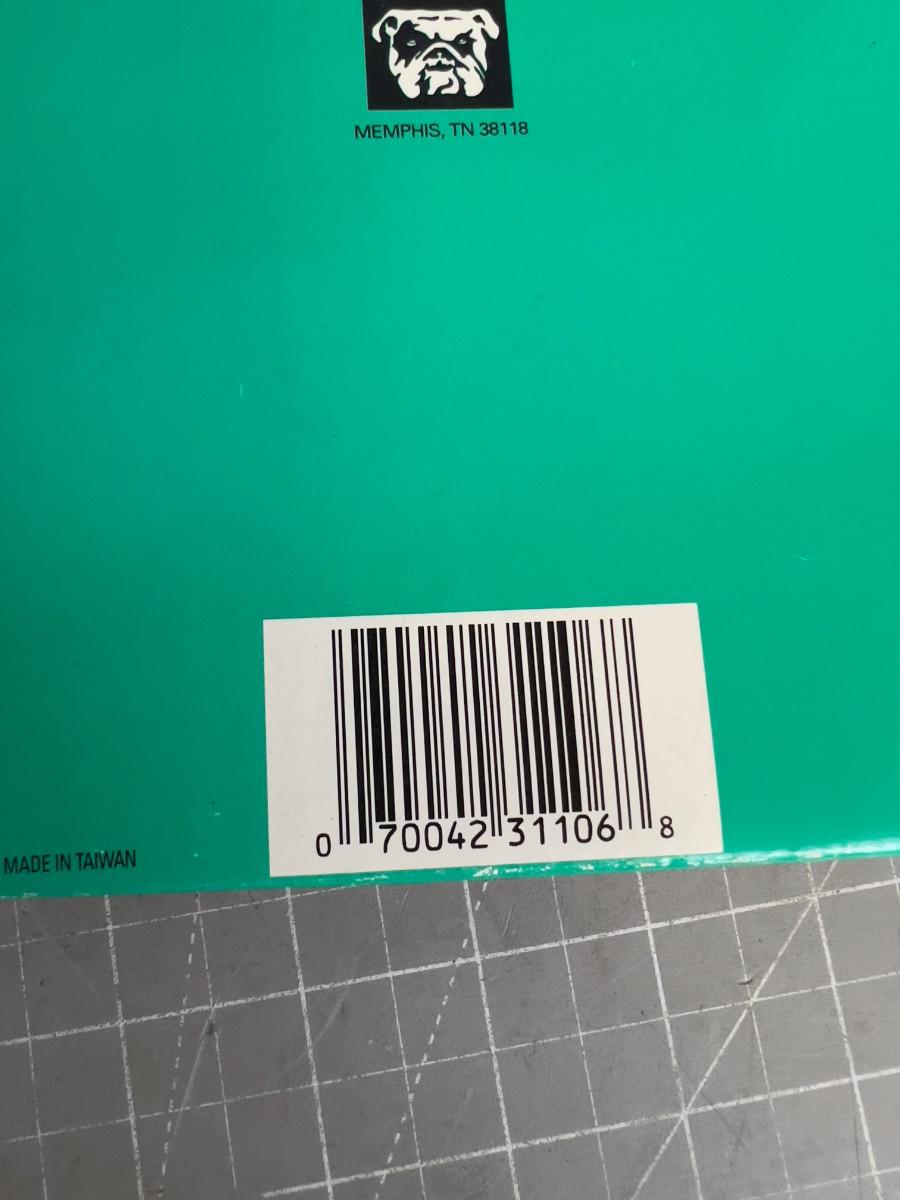 MEMPHIS, TN 38118
MADE IN TAIWAN
0 70042 31106 8